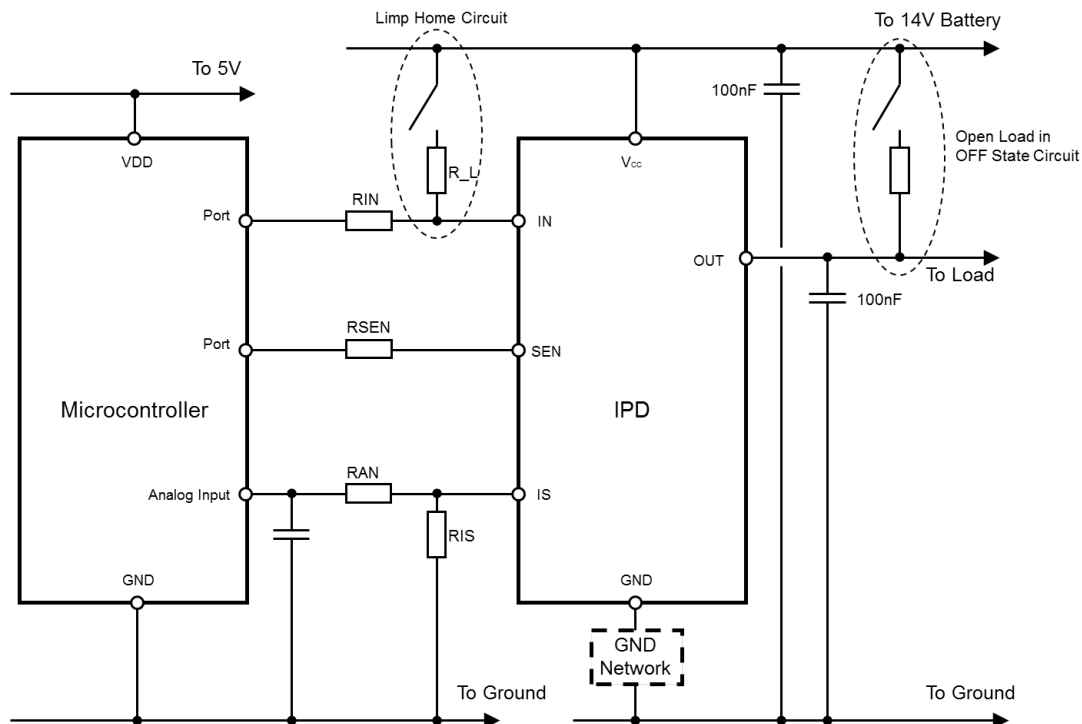 Limp Home Circuit
To 14V Battery
To 5V
100nF
VDD
Vcc
Open Load in
OFF State Circuit
R_L
Port
RIN
IN
OUT
To Load
100nF
Port
RSEN
SEN
Microcontroller
IPD
RAN
Analog Input
IS
RIS
GND
GND
GND
Network
To Ground
To Ground